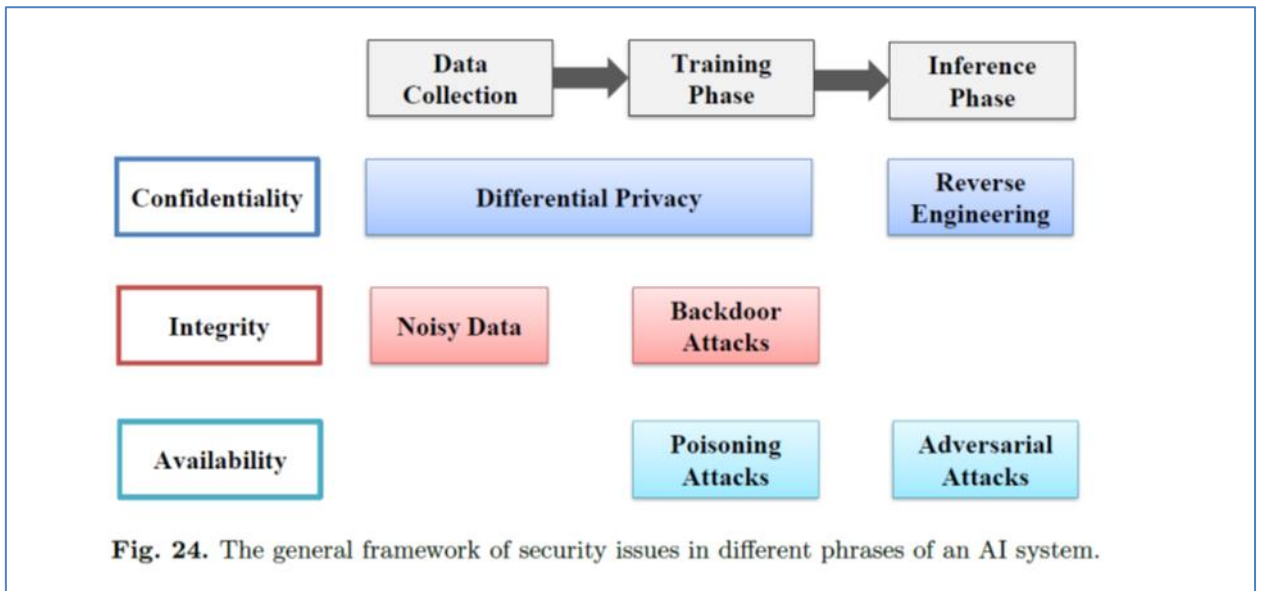 Data
Collection
Training
Phase
Inference
Phase
Confidentiality
Differential Privacy
Reverse
Engineering
Integrity
Noisy Data
Backdoor
Attacks
Availability
Poisoning
Attacks
Adversarial
Attacks
Fig. 24. The general framework of security issues in different phrases of an AI system.